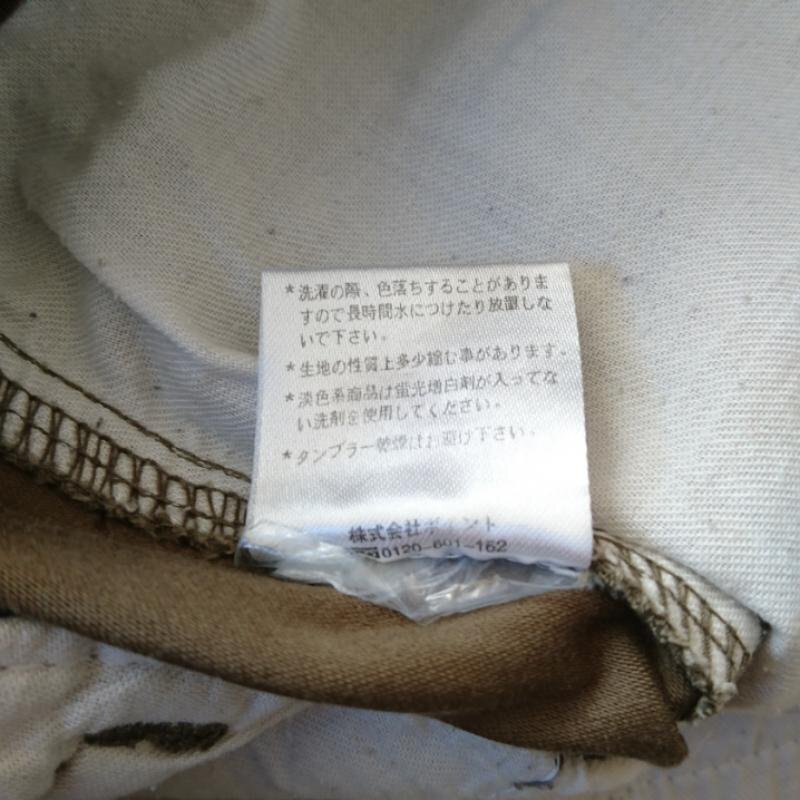 *洗濯の際、色落ちすることがありま
すので長時間水につけたり放置しな
いで下さい。
*生地の性質上多少縮む事があります。
*淡色系商品は蛍光増白剤が入ってな
い洗剤を使用してください。
*タンブラー乾燥はお避け下さい。
株式会社ポイント
0120-601-162